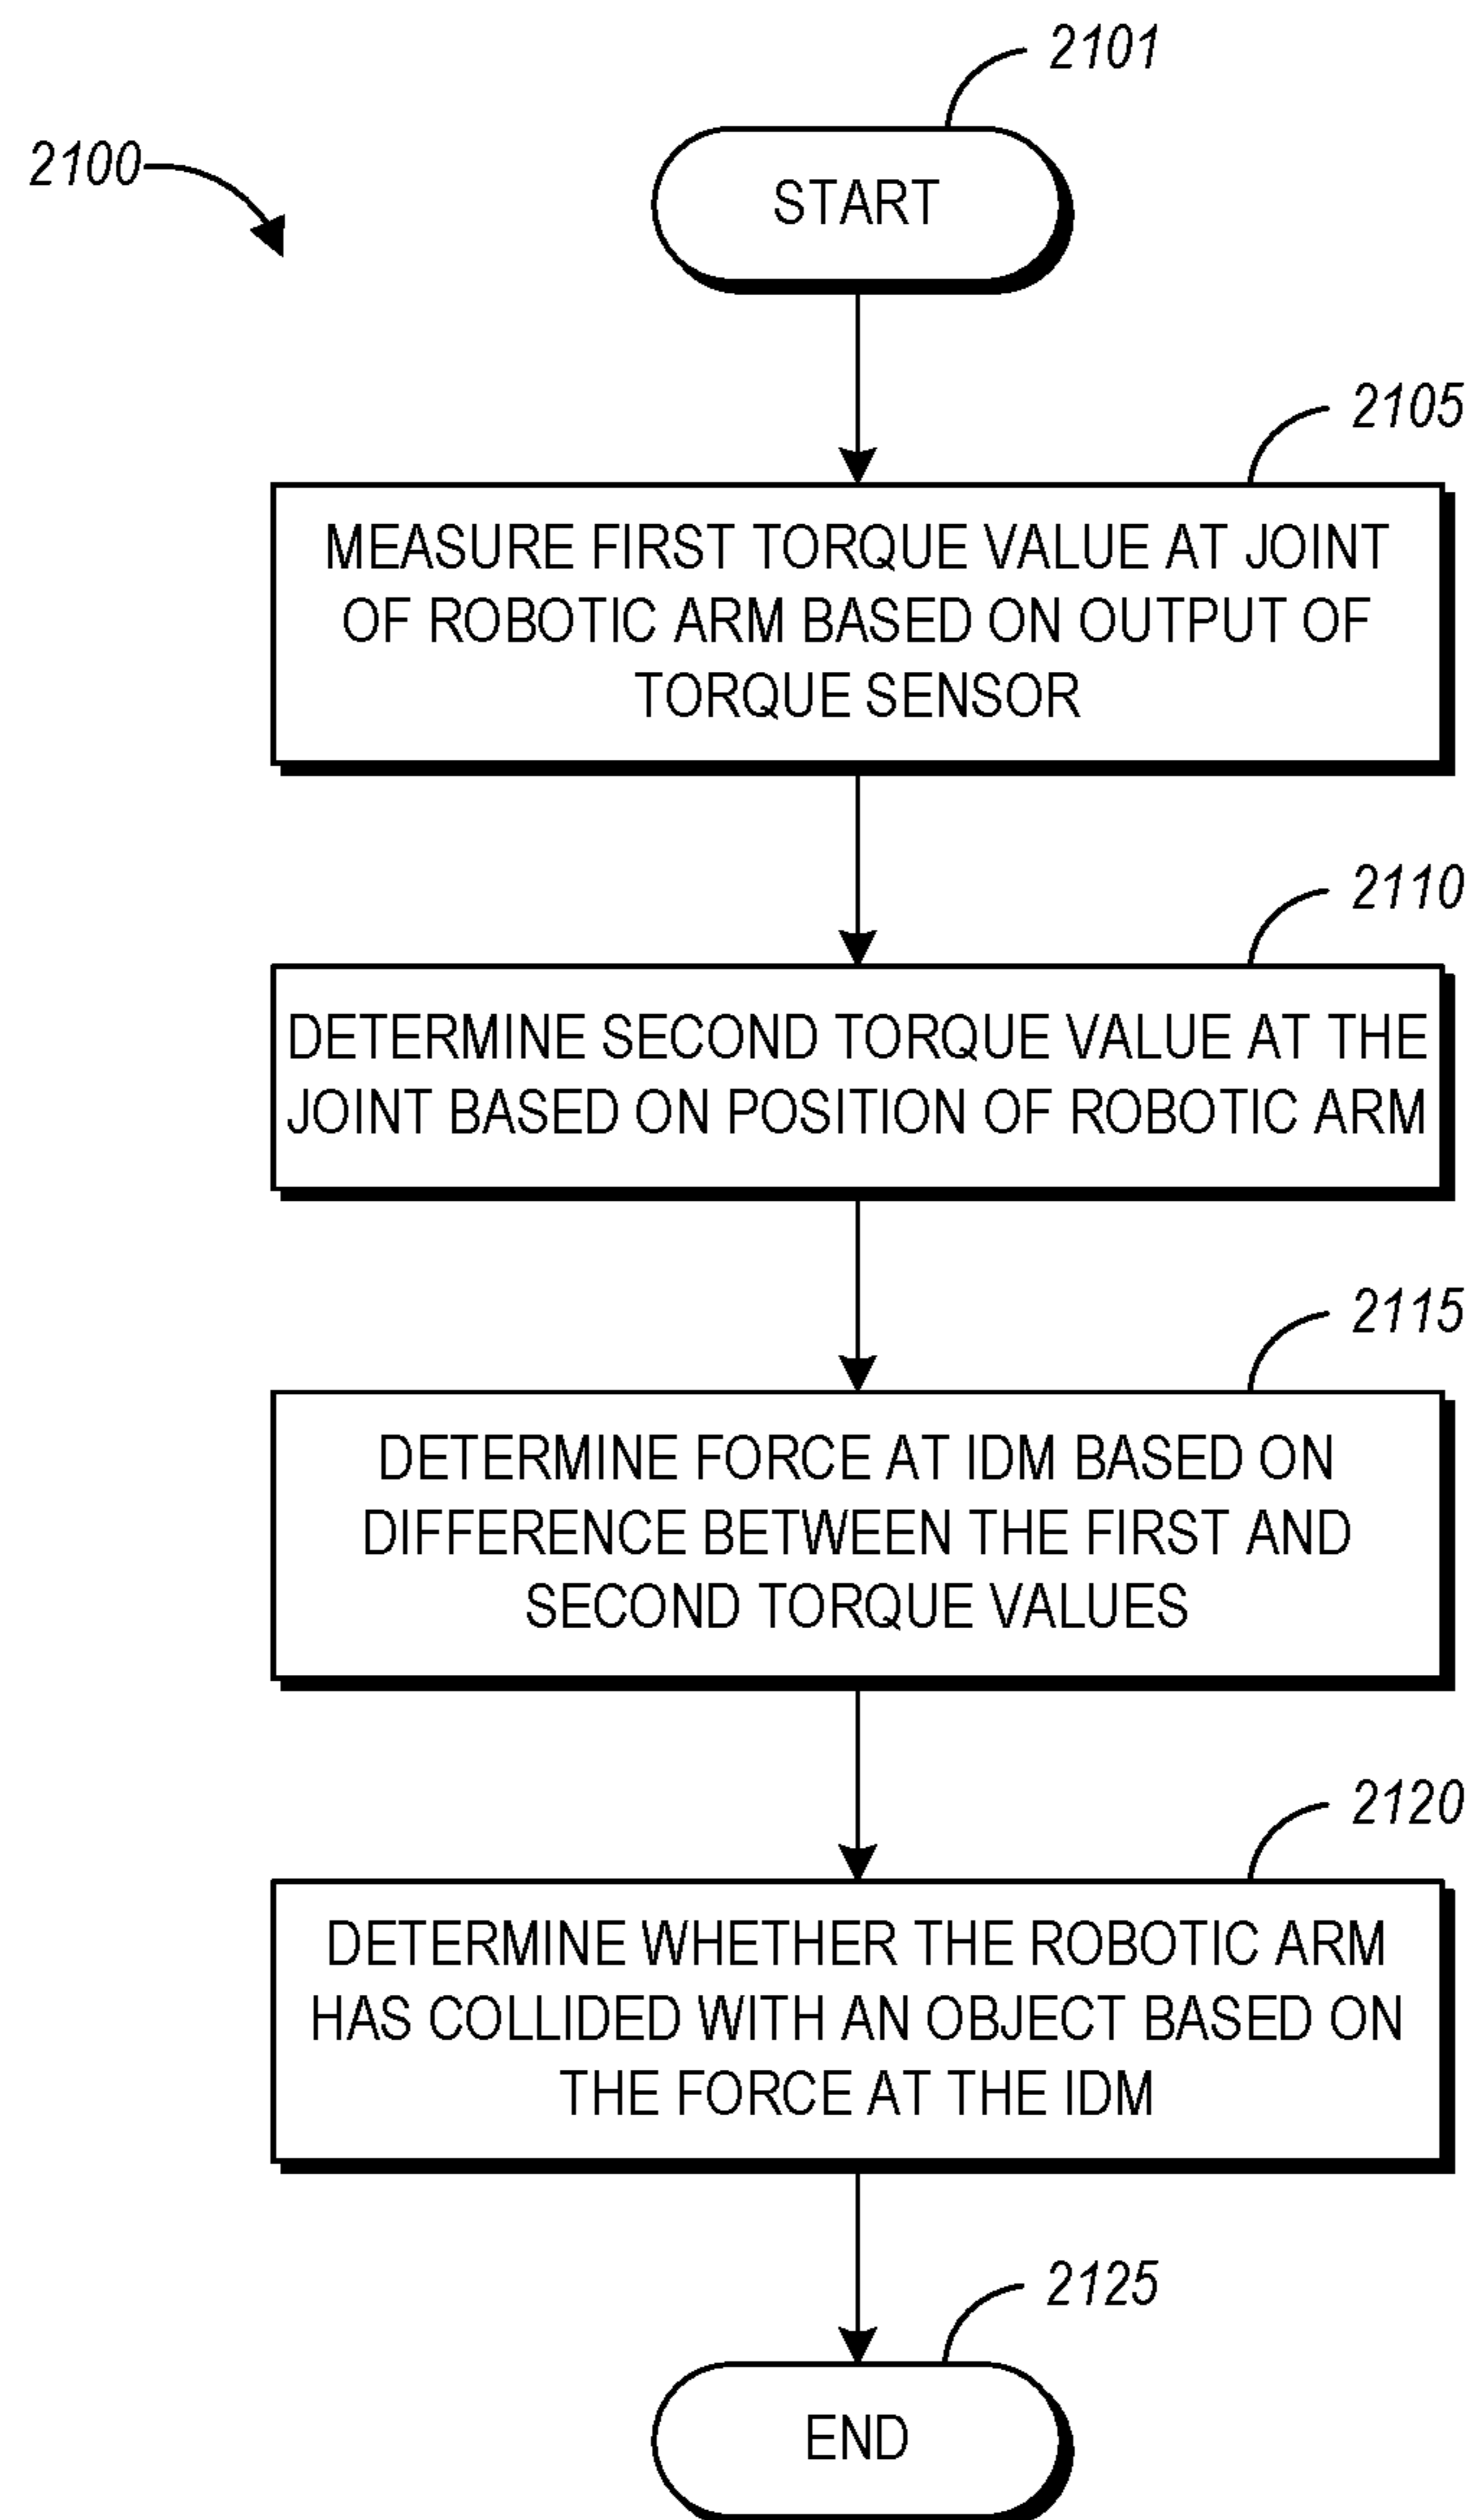 2101
2100
START
2105
MEASURE FIRST TORQUE VALUE AT JOINT
OF ROBOTIC ARM BASED ON OUTPUT OF
TORQUE SENSOR
2110
DETERMINE SECOND TORQUE VALUE AT THE
JOINT BASED ON POSITION OF ROBOTIC ARM
2115
DETERMINE FORCE AT IDM BASED ON
DIFFERENCE BETWEEN THE FIRST AND
SECOND TORQUE VALUES
2120
DETERMINE WHETHER THE ROBOTIC ARM
HAS COLLIDED WITH AN OBJECT BASED ON
THE FORCE AT THE IDM
2125
END